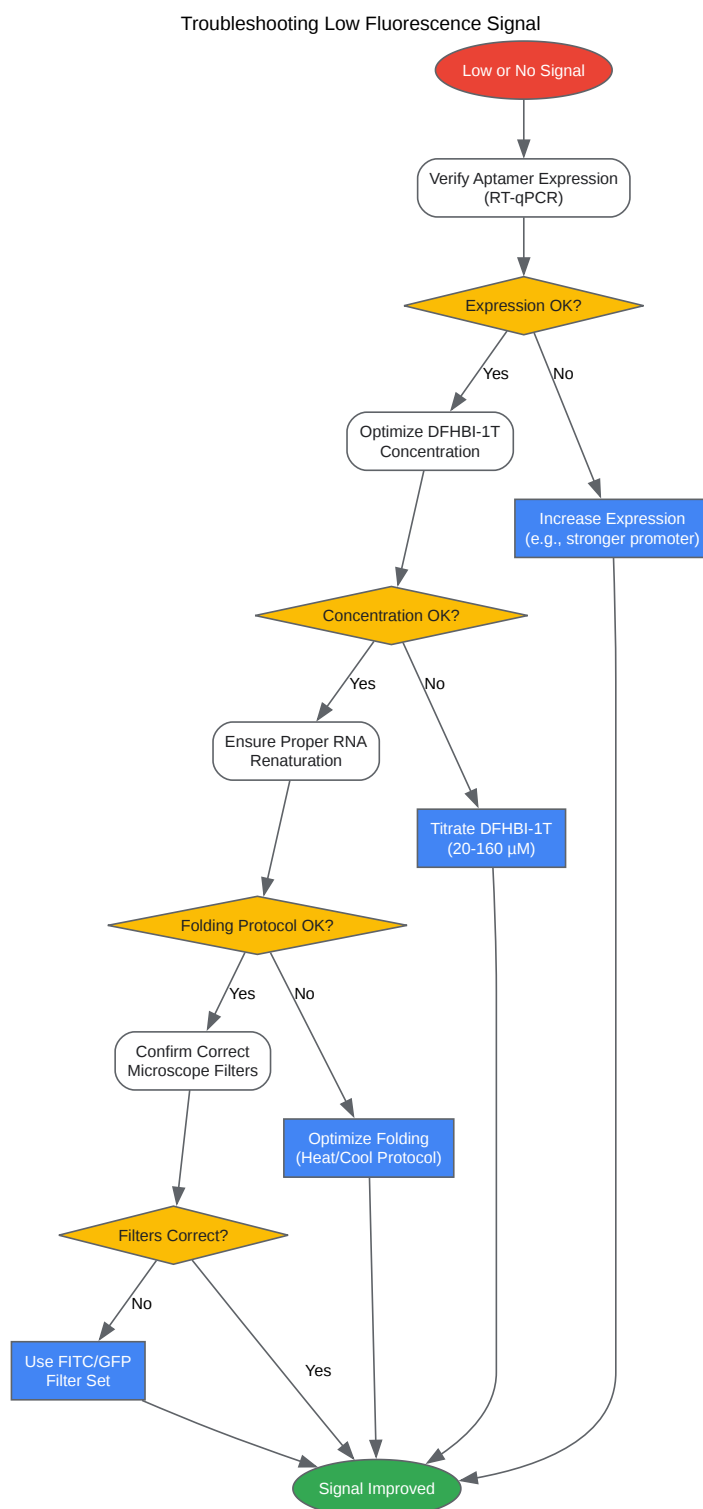 Troubleshooting Low Fluorescence Signal
Low or No Signal
Verify Aptamer Expression
(RT-qPCR)
Expression OK?
Yes
No
Optimize DFHBI-1T
Concentration
Increase Expression
(e.g., stronger promoter)
Concentration OK?
Yes
No
Ensure Proper RNA
Renaturation
Titrate DFHBI-1T
(20-160 µM)
Folding Protocol OK?
Yes
No
Confirm Correct
Microscope Filters
Optimize Folding
(Heat/Cool Protocol)
Filters Correct?
No
Yes
Use FITC/GFP
Filter Set
Signal Improved